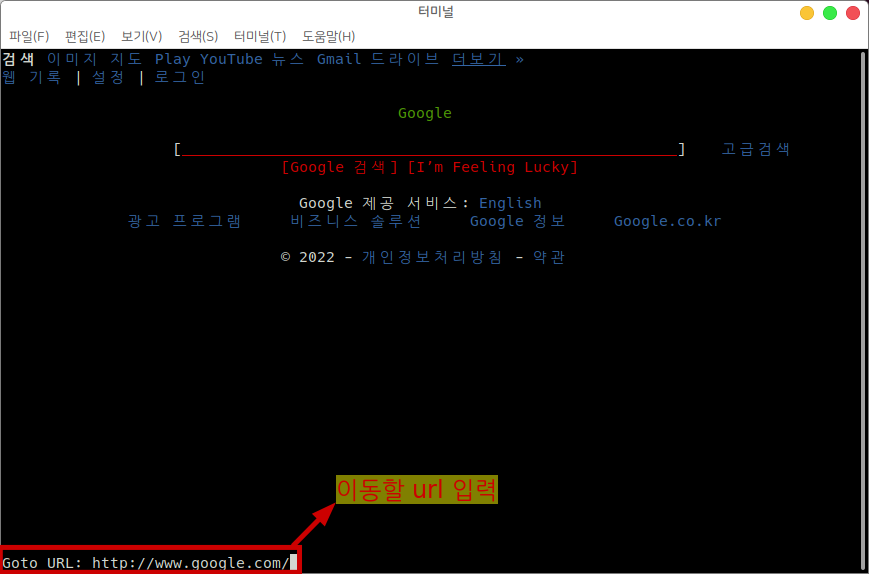 터미널
파일(F) 편집(E) 보기(V) 검색(S) 터미널(T) 도움말(H)
검색 이미지 지도 Play YouTube 뉴스 Gmail 드라이브 더보기 »
웹 기록 | 설정 | 로그인
Google
[_______________________________________________________] 고급검색
[Google 검색] [I’m Feeling Lucky]
Google 제공 서비스: English
광고 프로그램 비즈니스 솔루션 Google 정보 Google.co.kr
© 2022 - 개인정보처리방침 - 약관
이동할 url 입력
Goto URL: http://www.google.com/